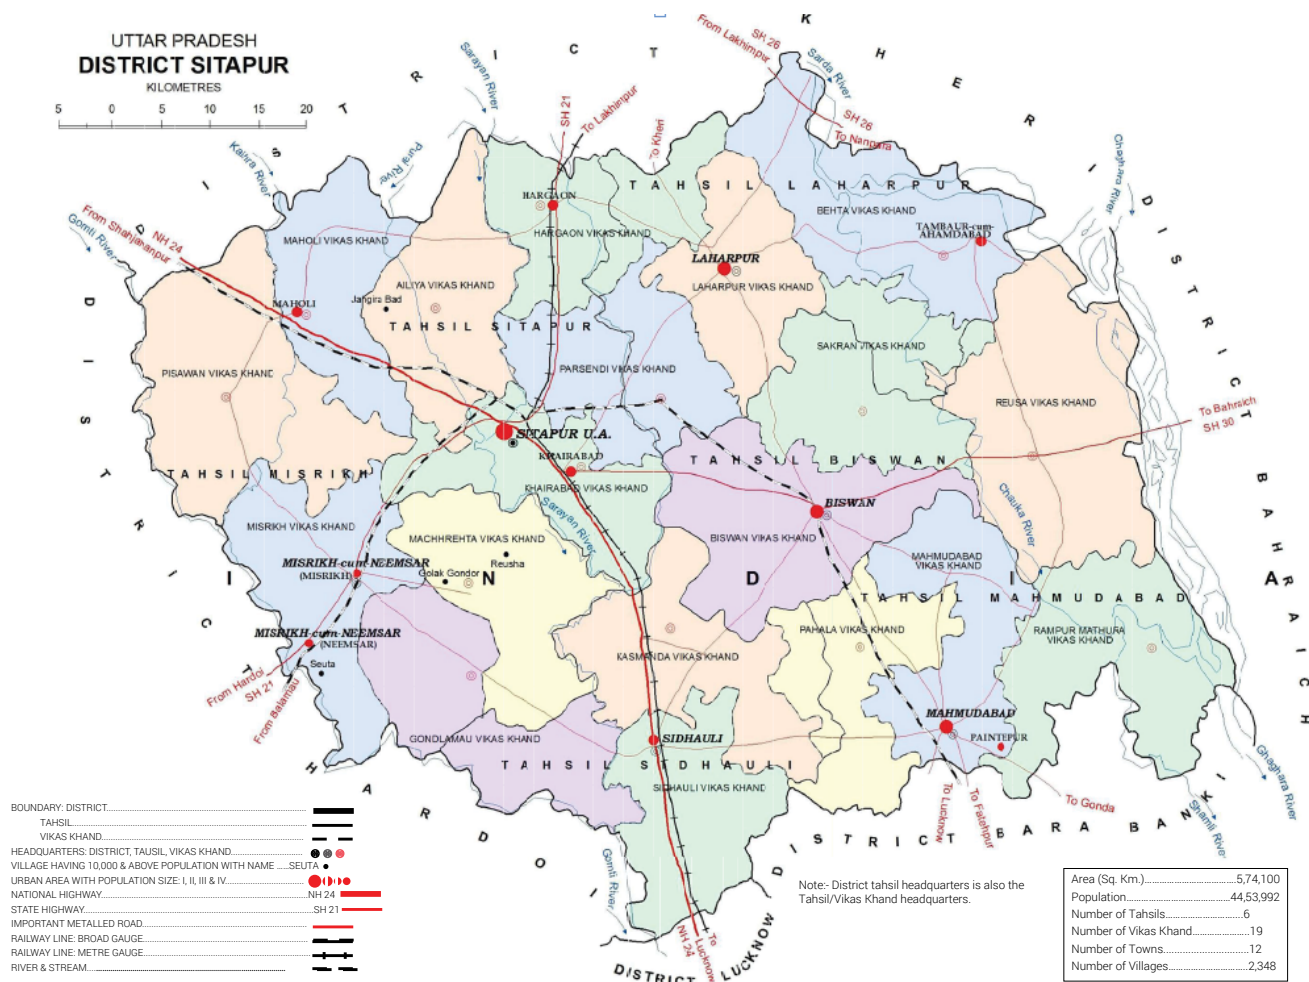 UTTAR PRADESH
DISTRICT SITAPUR
KILOMETRES
5 0 5 10 15 20
DISTRICT KHERI
DISTRICT BAHRAICH
DISTRICT BARA BANKI
DISTRICT LUCKNOW
DISTRICT HARDOI
INDIA
From Lakhimpur
SH 26
Sarda River
SH 26
To Nanpara
Sarayan River
SH 21
To Lakhimpur
To Kheri
Ghaghara River
Puraj River
From Shahjahanpur
NH 24
Gomti River
HARGAON
HARGAON VIKAS KHAND
TAHSIL LAHARPUR
BEHTA VIKAS KHAND
TAMBAUR-cum-
AHAMDABAD
MAHOLI VIKAS KHAND
LAHARPUR
LAHARPUR VIKAS KHAND
AILIYA VIKAS KHAND
MAHOLI
Jahgira Bad
TAHSIL SITAPUR
SAKRAN VIKAS KHAND
PISAWAN VIKAS KHAND
PARSENDI VIKAS KHAND
REUSA VIKAS KHAND
To Bahraich
SH 30
SITAPUR U.A.
KHAIRABAD
KHAIRABAD VIKAS KHAND
TAHSIL MISRIKH
TAHSIL BISWAN
BISWAN
BISWAN VIKAS KHAND
Sarayan River
Chauka River
MISRIKH VIKAS KHAND
MACHHREHTA VIKAS KHAND
Reusha
Golak Gondor
MISRIKH-cum-NEEMSAR
(MISRIKH)
MAHMUDABAD
VIKAS KHAND
TAHSIL MAHMUDABAD
MISRIKH-cum-NEEMSAR
(NEEMSAR)
Seuta
PAHALA VIKAS KHAND
RAMPUR MATHURA
VIKAS KHAND
KASMANDA VIKAS KHAND
From Hardoi
SH 21
From Balamau
GONDLAMAU VIKAS KHAND
SIDHAULI
TAHSIL SIDHAULI
SIDHAULI VIKAS KHAND
MAHMUDABAD
PAINTEPUR
To Lucknow
To Fatehpur
To Gonda
Ghaghara River
Gomti River
NH 24
To Lucknow
BOUNDARY: DISTRICT
TAHSIL
VIKAS KHAND
HEADQUARTERS: DISTRICT, TAUSIL, VIKAS KHAND
VILLAGE HAVING 10,000 & ABOVE POPULATION WITH NAME SEUTA
URBAN AREA WITH POPULATION SIZE: I, II, III & IV
NATIONAL HIGHWAY NH 24
STATE HIGHWAY SH 21
IMPORTANT METALLED ROAD
RAILWAY LINE: BROAD GAUGE
RAILWAY LINE: METRE GAUGE
RIVER & STREAM
Note:- District tahsil headquarters is also the
Tahsil/Vikas Khand headquarters.
Area (Sq. Km.) 5,74,100
Population 44,53,992
Number of Tahsils 6
Number of Vikas Khand 19
Number of Towns 12
Number of Villages 2,348